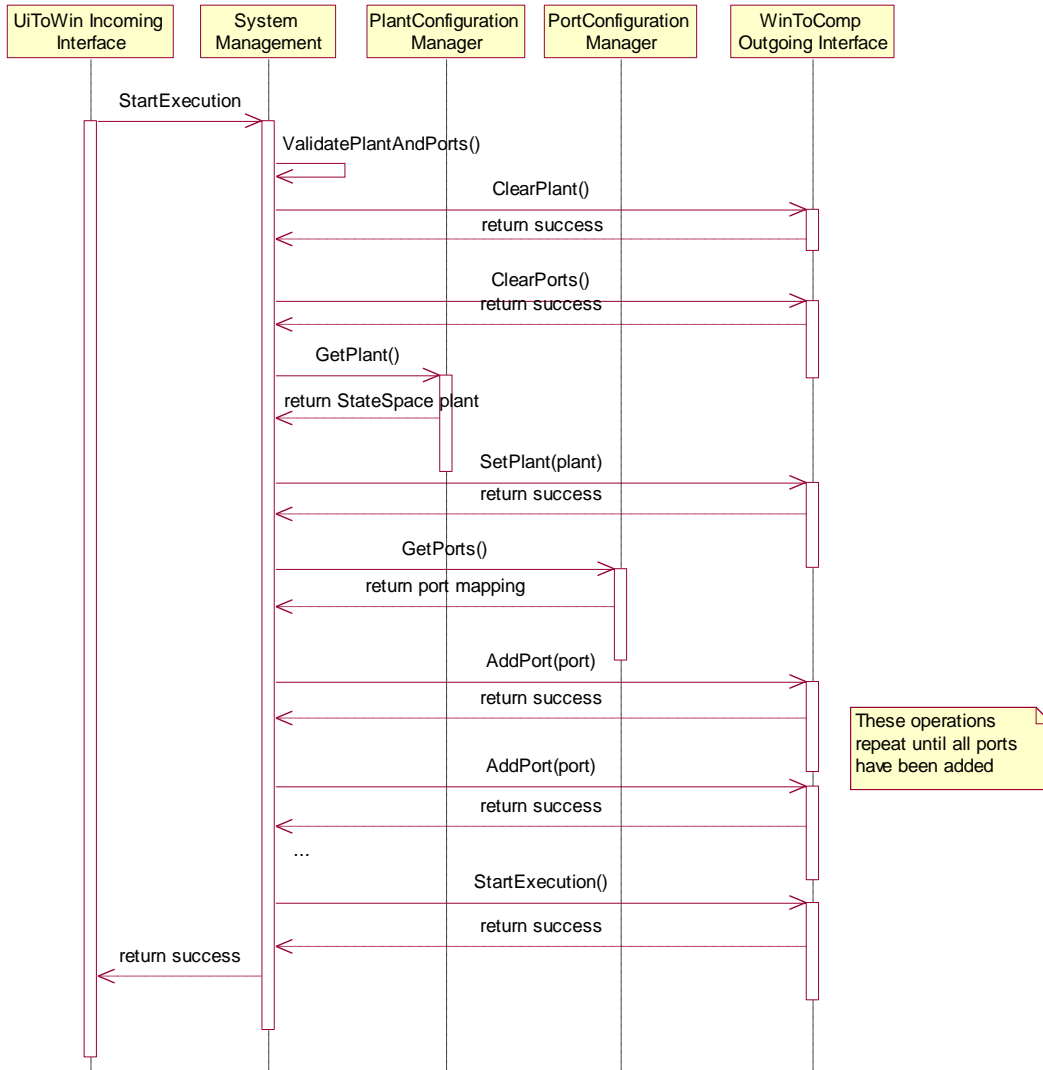 UiToWin Incoming
Interface
System
Management
PlantConfiguration
Manager
PortConfiguration
Manager
WinToComp
Outgoing Interface
StartExecution
ValidatePlantAndPorts()
ClearPlant()
return success
ClearPorts()
return success
GetPlant()
return StateSpace plant
SetPlant(plant)
return success
GetPorts()
return port mapping
AddPort(port)
return success
These operations
repeat until all ports
have been added
AddPort(port)
return success
...
StartExecution()
return success
return success